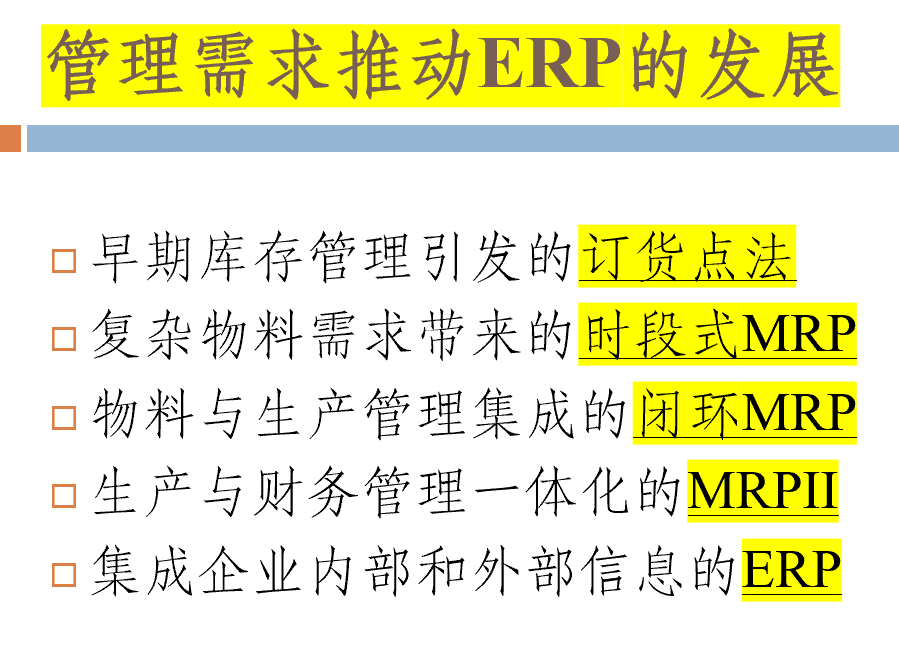 管理需求推动ERP的发展
早期库存管理引发的订货点法
复杂物料需求带来的时段式MRP
物料与生产管理集成的闭环MRP
生产与财务管理一体化的MRPII
集成企业内部和外部信息的ERP